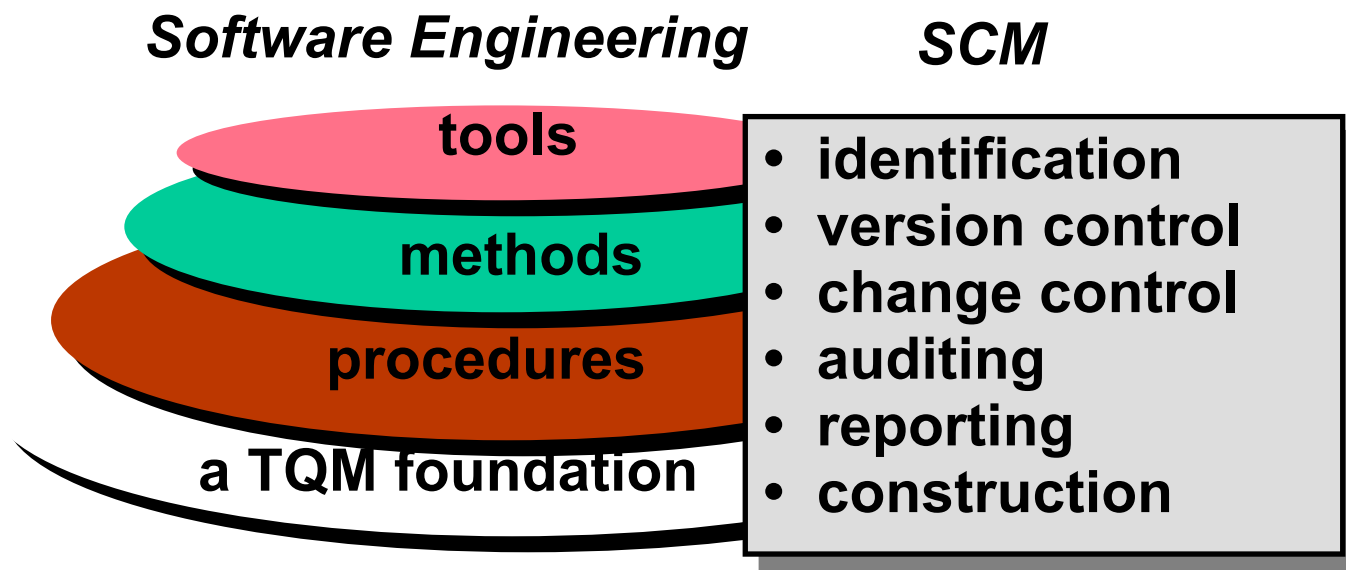 Software Engineering
SCM
tools
methods
procedures
a TQM foundation
• identification
• version control
• change control
• auditing
• reporting
• construction